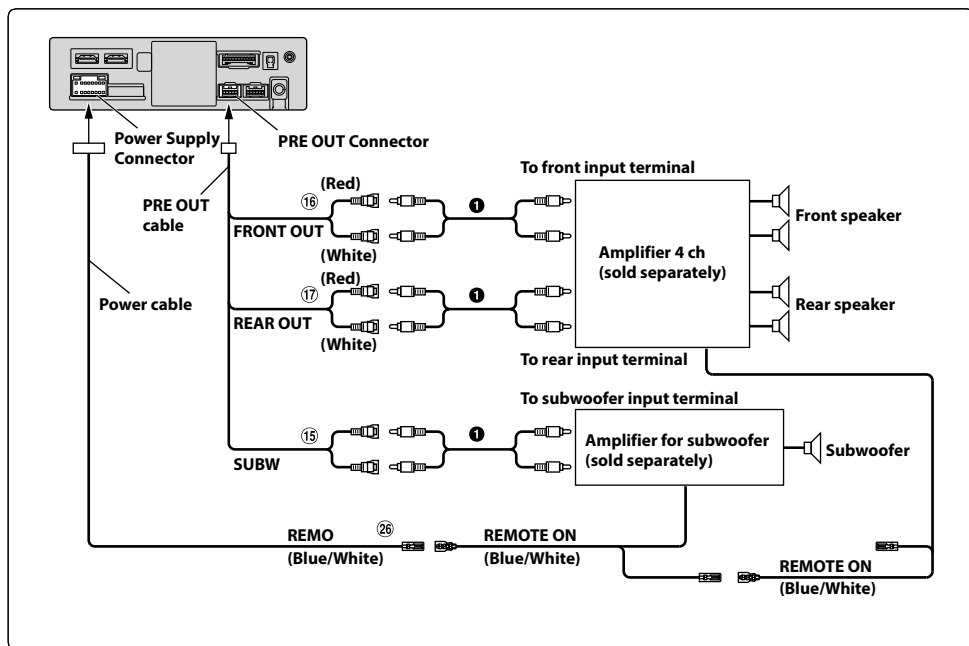 Power Supply
Connector
PRE OUT Connector
PRE OUT
cable
Power cable
(Red)
⑯
FRONT OUT
(White)
❶
To front input terminal
Amplifier 4 ch
(sold separately)
Front speaker
(Red)
⑰
REAR OUT
(White)
❶
Rear speaker
To rear input terminal
To subwoofer input terminal
⑮
SUBW
❶
Amplifier for subwoofer
(sold separately)
Subwoofer
REMO ㉖
(Blue/White)
REMOTE ON
(Blue/White)
REMOTE ON
(Blue/White)